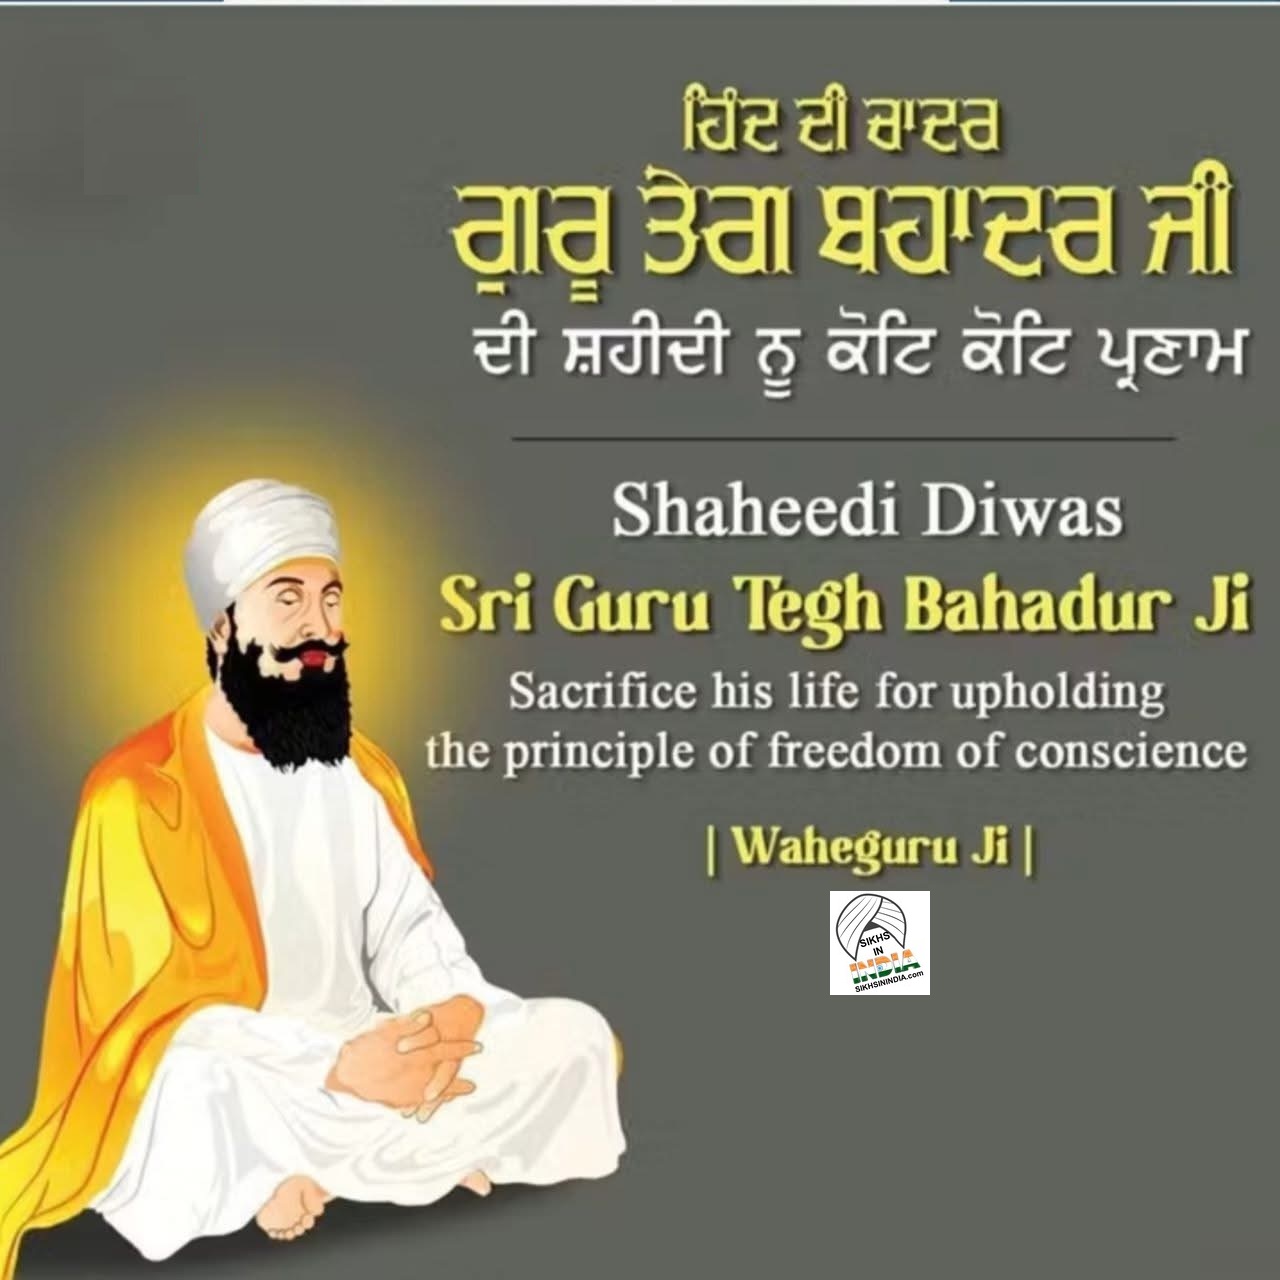 ਹਿੰਦ ਦੀ ਚਾਦਰ
ਗੁਰੂ ਤੇਗ ਬਹਾਦਰ ਜੀ
ਦੀ ਸ਼ਹੀਦੀ ਨੂ ਕੋਟਿ ਕੋਟਿ ਪ੍ਰਣਾਮ
Shaheedi Diwas
Sri Guru Tegh Bahadur Ji
Sacrifice his life for upholding
the principle of freedom of conscience
| Waheguru Ji |
SIKHS
IN
INDIA
SIKHSININDIA.com